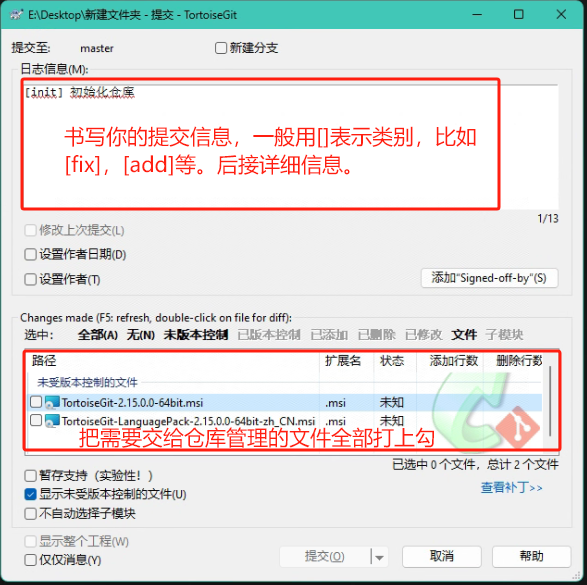 E:\Desktop\新建文件夹 - 提交 - TortoiseGit
提交至: master 新建分支
日志信息(M):
[init] 初始化仓库
书写你的提交信息，一般用[]表示类别，比如
[fix]，[add]等。后接详细信息。
1/13
修改上次提交(L)
设置作者日期(D)
设置作者(T) 添加"Signed-off-by"(S)
Changes made (F5: refresh, double-click on file for diff):
选中: 全部(A) 无(N) 未版本控制 已版本控制 已添加 已删除 已修改 文件 子模块
路径 扩展名 状态 添加行数 删除行数
未受版本控制的文件
TortoiseGit-2.15.0.0-64bit.msi .msi 未知
TortoiseGit-LanguagePack-2.15.0.0-64bit-zh_CN.msi .msi 未知
把需要交给仓库管理的文件全部打上勾
已选中 0 个文件，总计 2 个文件
暂存支持（实验性！）
显示未受版本控制的文件(U) 查看补丁>>
不自动选择子模块
显示整个工程(W)
仅仅消息(Y) 提交(O) 取消 帮助